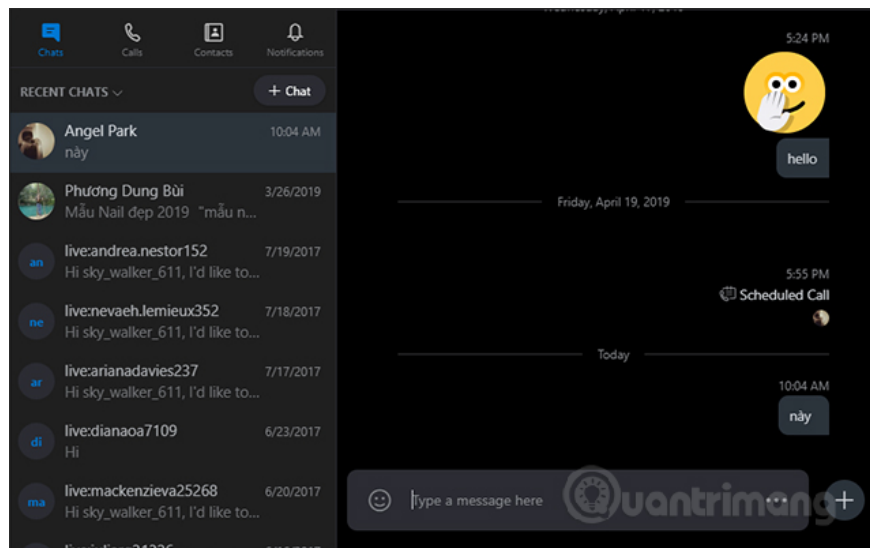 Chats
Calls
Contacts
Notifications
RECENT CHATS
+ Chat
Angel Park
10:04 AM
này
Phương Dung Bùi
3/26/2019
Mẫu Nail đẹp 2019 "mẫu n...
an
live:andrea.nestor152
7/19/2017
Hi sky_walker_611, I'd like to...
ne
live:nevaeh.lemieux352
7/18/2017
Hi sky_walker_611, I'd like to...
ar
live:arianadavies237
7/17/2017
Hi sky_walker_611, I'd like to...
di
live:dianaoa7109
6/23/2017
Hi
ma
live:mackenzieva25268
6/20/2017
Hi sky_walker_611, I'd like to...
5:24 PM
hello
Friday, April 19, 2019
5:55 PM
Scheduled Call
Today
10:04 AM
này
Type a message here
Quantrimang